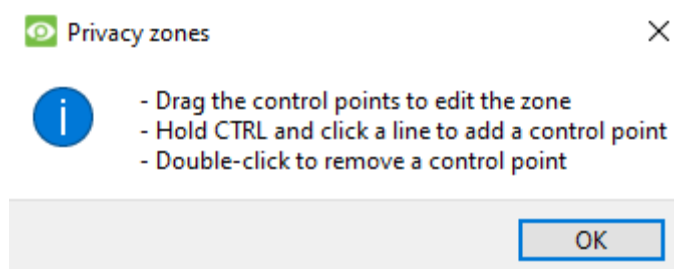 Privacy zones
- Drag the control points to edit the zone
- Hold CTRL and click a line to add a control point
- Double-click to remove a control point
OK